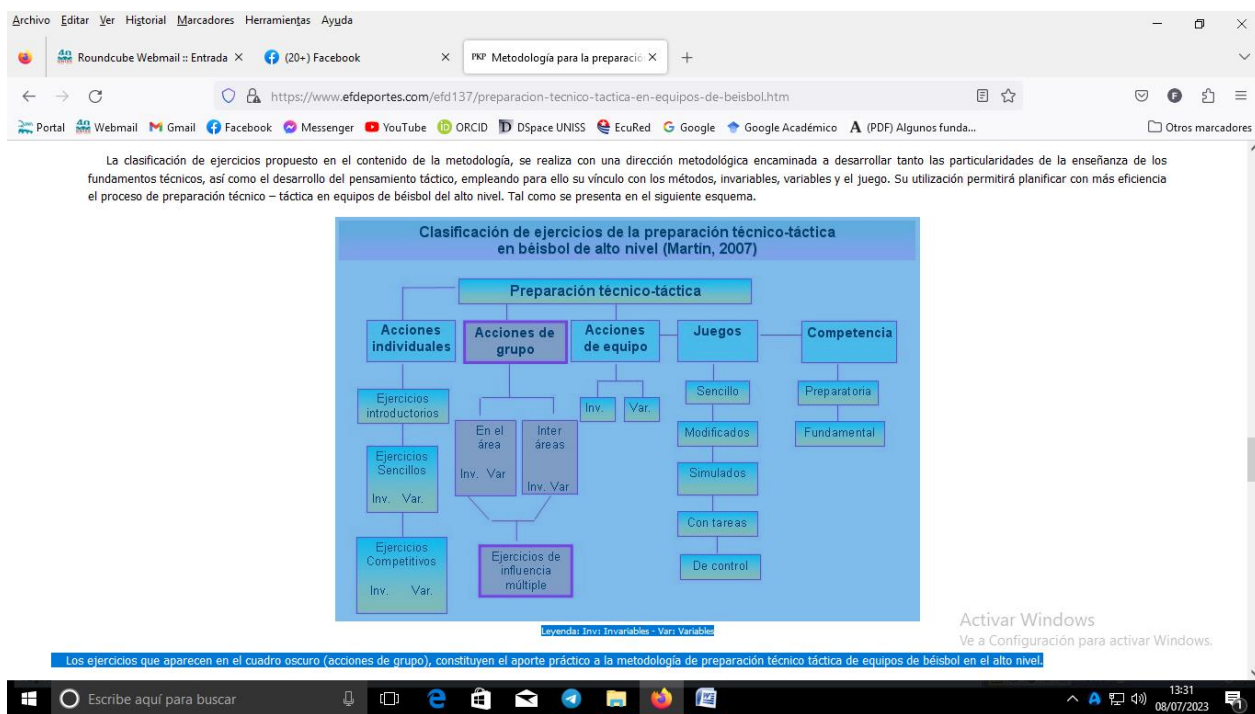 Archivo Editar Ver Historial Marcadores Herramientas Ayuda
Roundcube Webmail :: Entrada
(20+) Facebook
PKP Metodología para la preparació
https://www.efdeportes.com/efd137/preparacion-tecnico-tactica-en-equipos-de-beisbol.htm
Portal Webmail Gmail Facebook Messenger YouTube ORCID DSpace UNISS EcuRed Google Google Académico (PDF) Algunos funda... Otros marcadores
La clasificación de ejercicios propuesto en el contenido de la metodología, se realiza con una dirección metodológica encaminada a desarrollar tanto las particularidades de la enseñanza de los
fundamentos técnicos, así como el desarrollo del pensamiento táctico, empleando para ello su vínculo con los métodos, invariables, variables y el juego. Su utilización permitirá planificar con más eficiencia
el proceso de preparación técnico – táctica en equipos de béisbol del alto nivel. Tal como se presenta en el siguiente esquema.
Clasificación de ejercicios de la preparación técnico-táctica
en béisbol de alto nivel (Martín, 2007)
Preparación técnico-táctica
Acciones
individuales
Acciones de
grupo
Acciones
de equipo
Juegos
Competencia
Ejercicios
introductorios
Ejercicios
Sencillos
Inv. Var.
Ejercicios
Competitivos
Inv. Var.
En el
área
Inv. Var
Inter
áreas
Inv. Var
Ejercicios de
influencia
múltiple
Inv.
Var.
Sencillo
Modificados
Simulados
Con tareas
De control
Preparatoria
Fundamental
Leyenda: Inv: Invariables - Var: Variables
Los ejercicios que aparecen en el cuadro oscuro (acciones de grupo), constituyen el aporte práctico a la metodología de preparación técnico táctica de equipos de béisbol en el alto nivel.
Activar Windows
Ve a Configuración para activar Windows.
Escribe aquí para buscar
13:31
08/07/2023